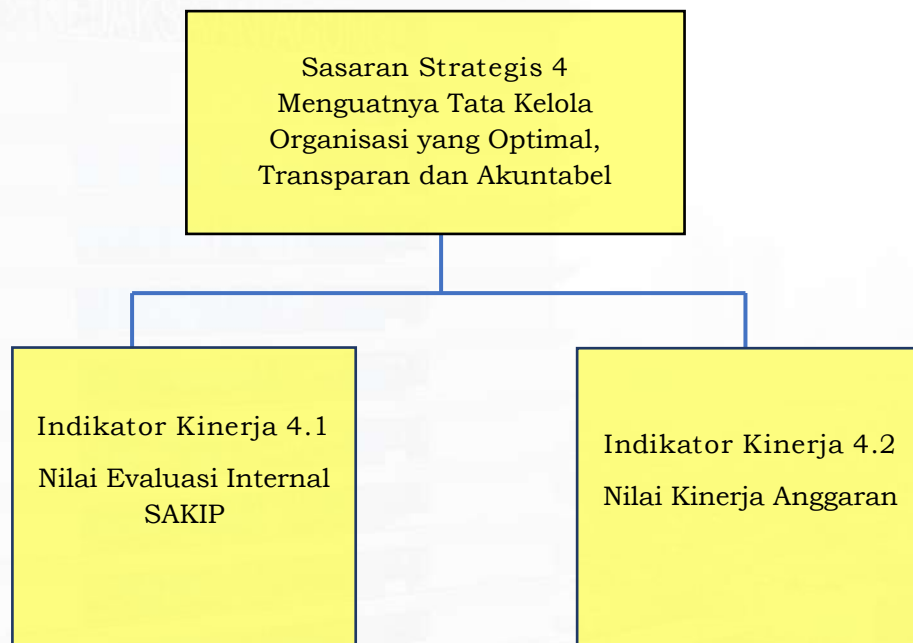 Sasaran Strategis 4
Menguatnya Tata Kelola
Organisasi yang Optimal,
Transparan dan Akuntabel
Indikator Kinerja 4.1
Nilai Evaluasi Internal
SAKIP
Indikator Kinerja 4.2
Nilai Kinerja Anggaran